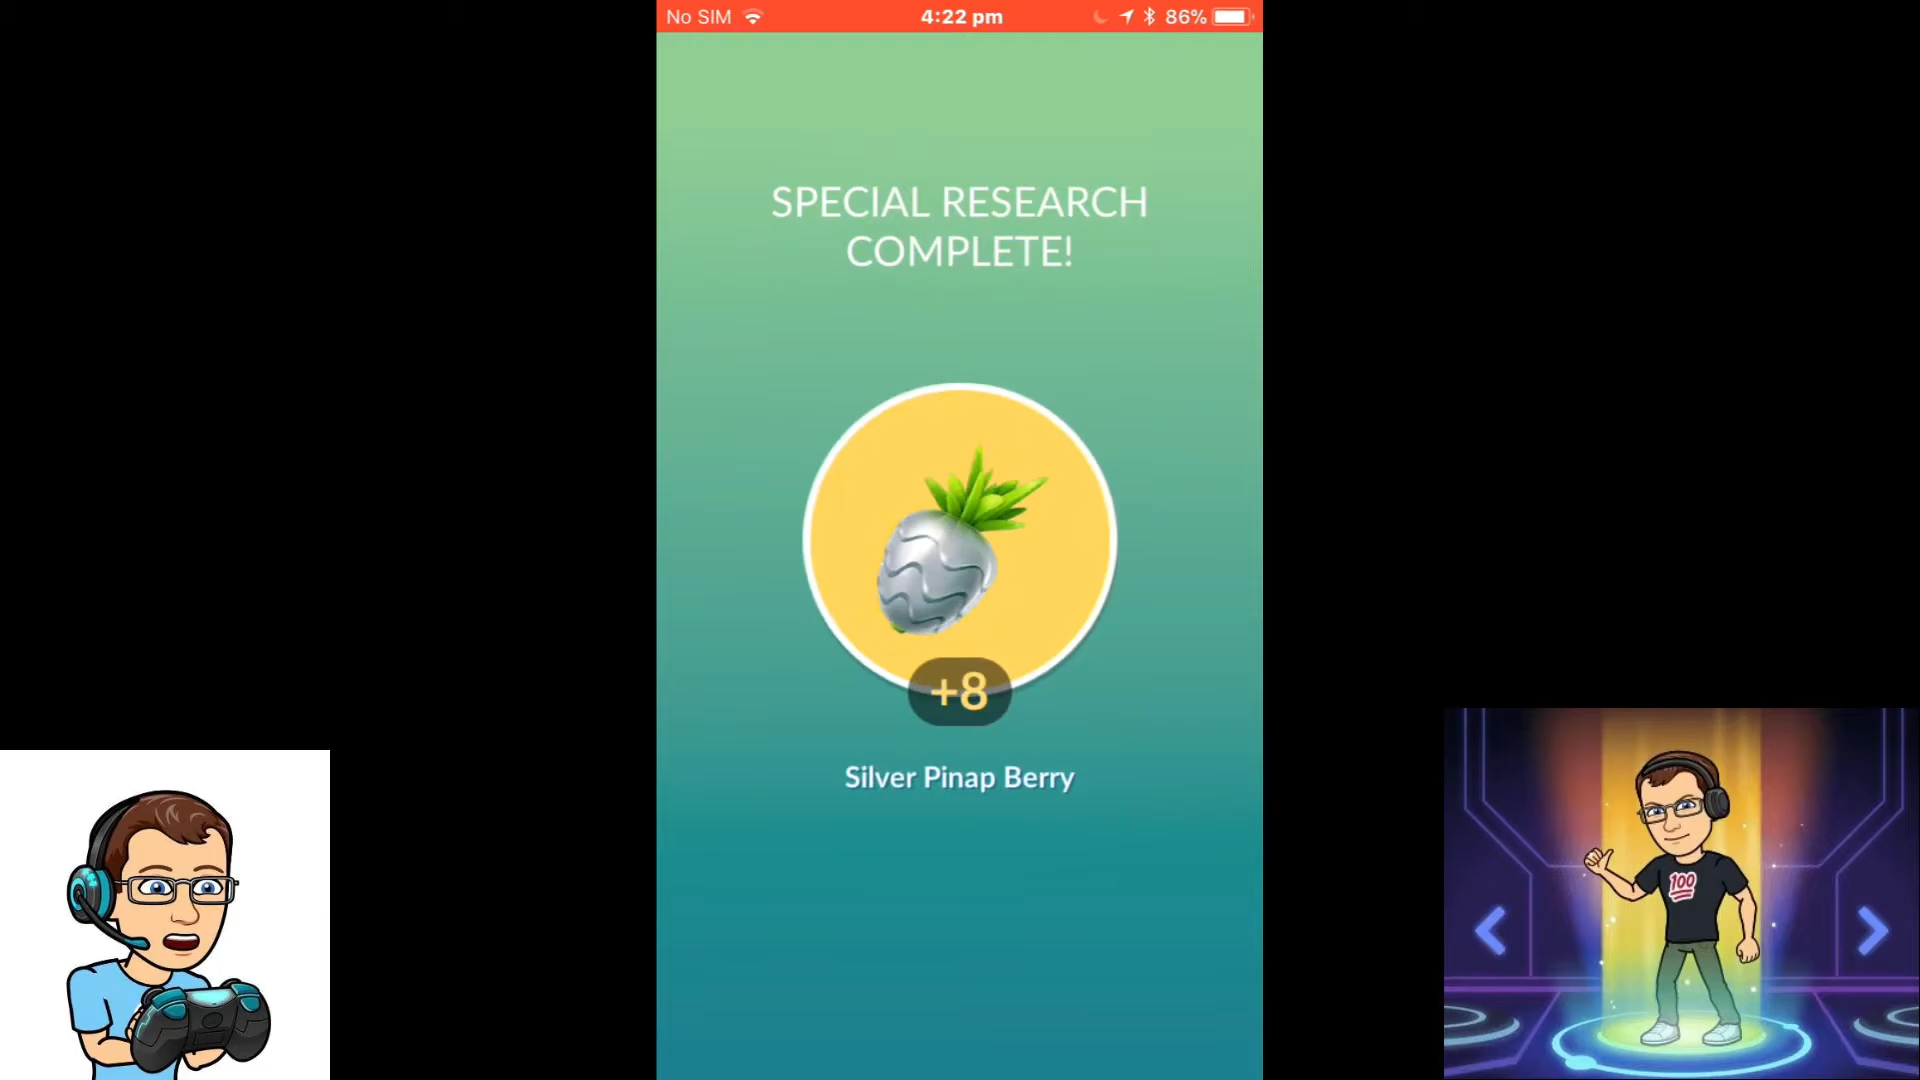 No SIM 4:22 pm 86%
SPECIAL RESEARCH
COMPLETE!
+8
Silver Pinap Berry
100